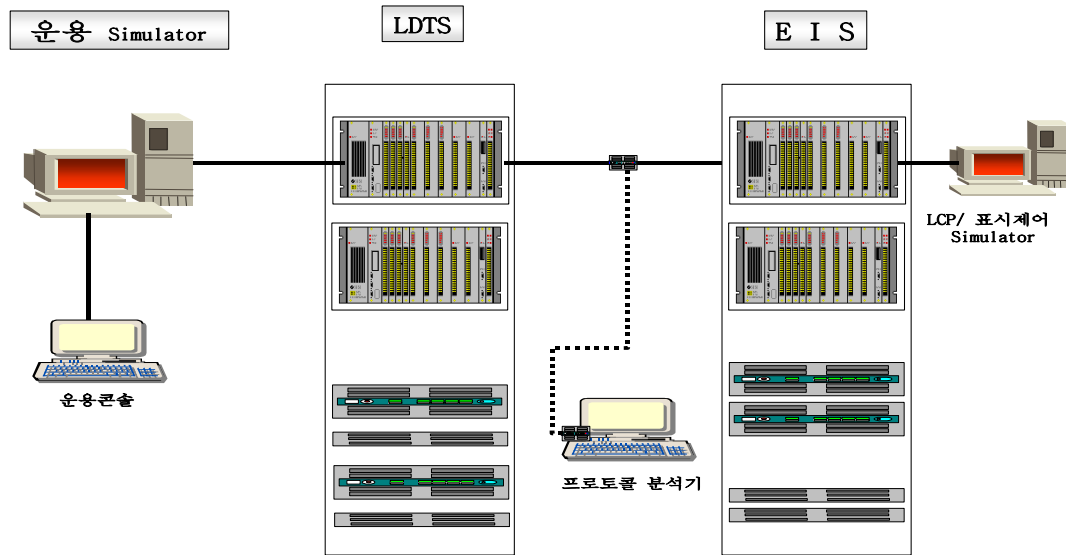 운용 Simulator
LDTS
E I S
LCP/ 표시제어
Simulator
운용콘솔
프로토콜 분석기